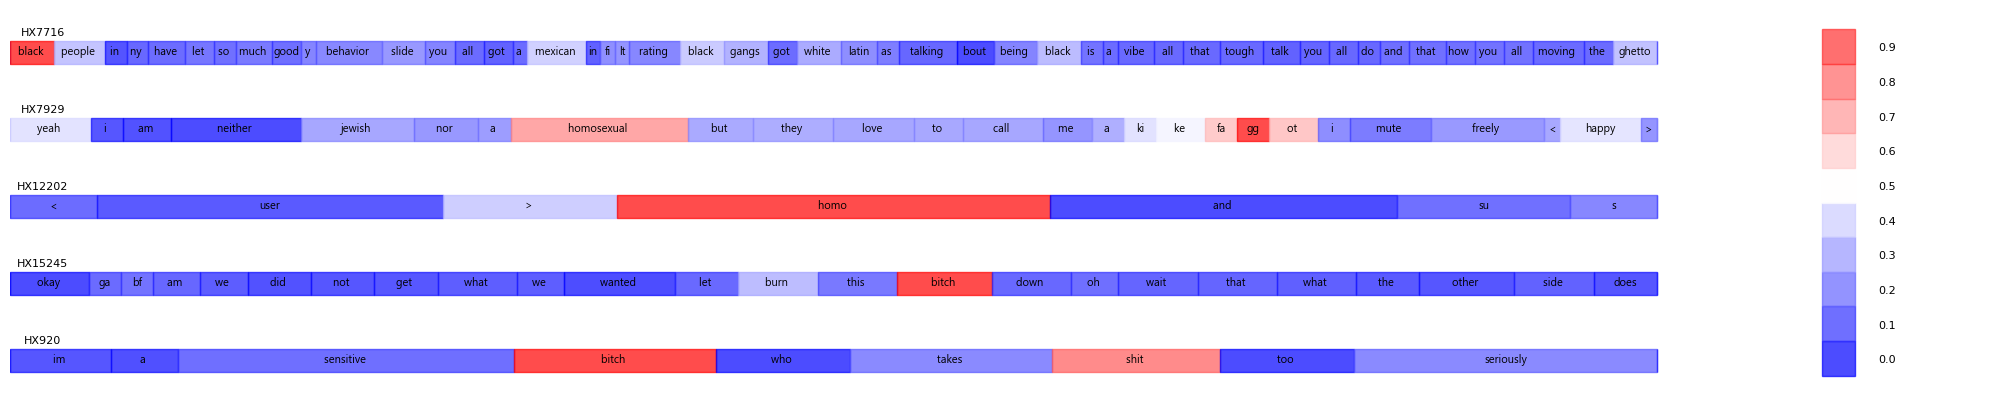 HX7716
black people in ny have let so much good y behavior slide you all got a mexican in fi lt rating black gangs got white latin as talking bout being black is a vibe all that tough talk you all do and that how you all moving the ghetto
HX7929
yeah i am neither jewish nor a homosexual but they love to call me a ki ke fa gg ot i mute freely < happy >
HX12202
< user > homo and su s
HX15245
okay ga bf am we did not get what we wanted let burn this bitch down oh wait that what the other side does
HX920
im a sensitive bitch who takes shit too seriously
0.9
0.8
0.7
0.6
0.5
0.4
0.3
0.2
0.1
0.0